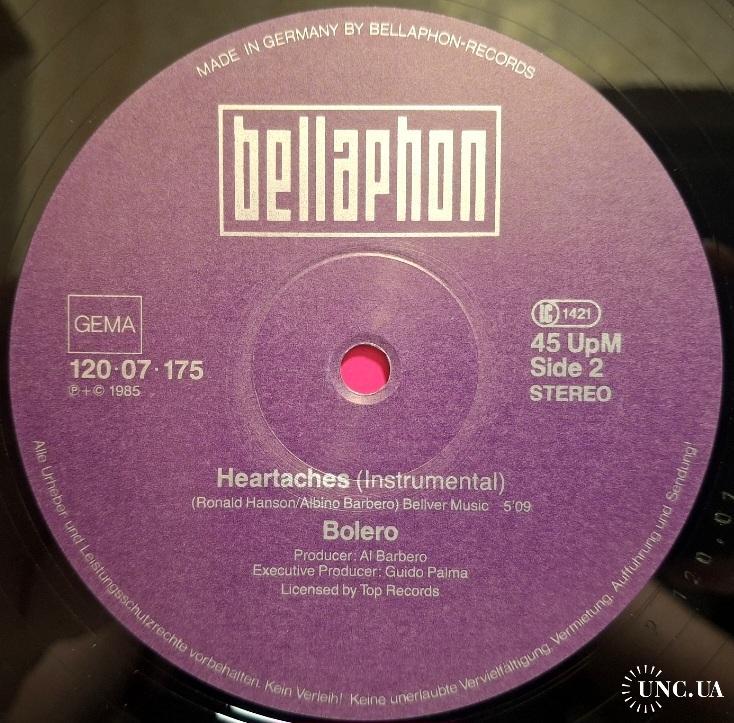 MADE IN GERMANY BY BELLAPHON-RECORDS
bellaphon
GEMA
120·07·175
℗+© 1985
LC 1421
45 UpM
Side 2
STEREO
Heartaches (Instrumental)
(Ronald Hanson/Albino Barbero) Bellver Music 5'09
Bolero
Producer: Al Barbero
Executive Producer: Guido Palma
Licensed by Top Records
Alle Urheber und Leistungsschutzrechte vorbehalten. Kein Verleih! Keine unerlaubte Vervielfältigung, Vermietung, Aufführung und Sendung!
UNC.UA